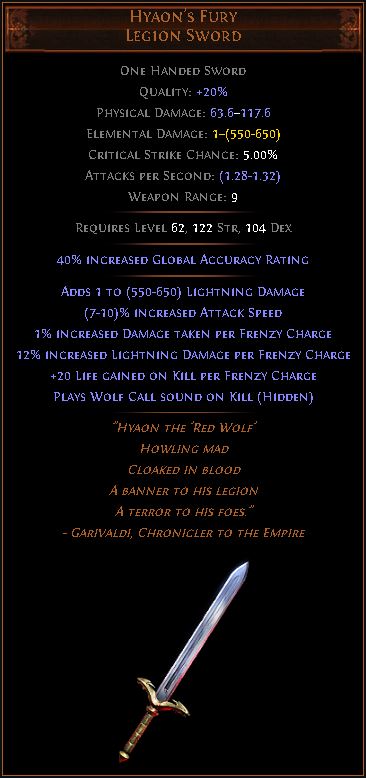 Hyaon's Fury
Legion Sword
One Handed Sword
Quality: +20%
Physical Damage: 63.6–117.6
Elemental Damage: 1–(550-650)
Critical Strike Chance: 5.00%
Attacks per Second: (1.28-1.32)
Weapon Range: 9
Requires Level 62, 122 Str, 104 Dex
40% increased Global Accuracy Rating
Adds 1 to (550-650) Lightning Damage
(7-10)% increased Attack Speed
1% increased Damage taken per Frenzy Charge
12% increased Lightning Damage per Frenzy Charge
+20 Life gained on Kill per Frenzy Charge
Plays Wolf Call sound on Kill (Hidden)
"Hyaon the 'Red Wolf'
Howling mad
Cloaked in blood
A banner to his legion
A terror to his foes."
- Garivaldi, Chronicler to the Empire